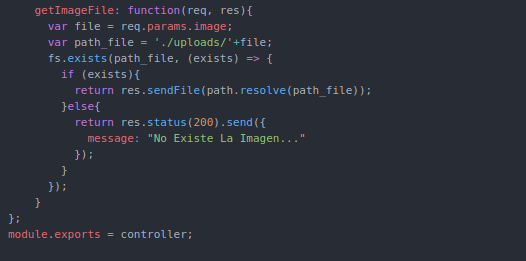 getImageFile: function(req, res){
var file = req.params.image;
var path_file = './uploads/'+file;
fs.exists(path_file, (exists) => {
if (exists){
return res.sendFile(path.resolve(path_file));
}else{
return res.status(200).send({
message: "No Existe La Imagen..."
});
}
});
}
};
module.exports = controller;